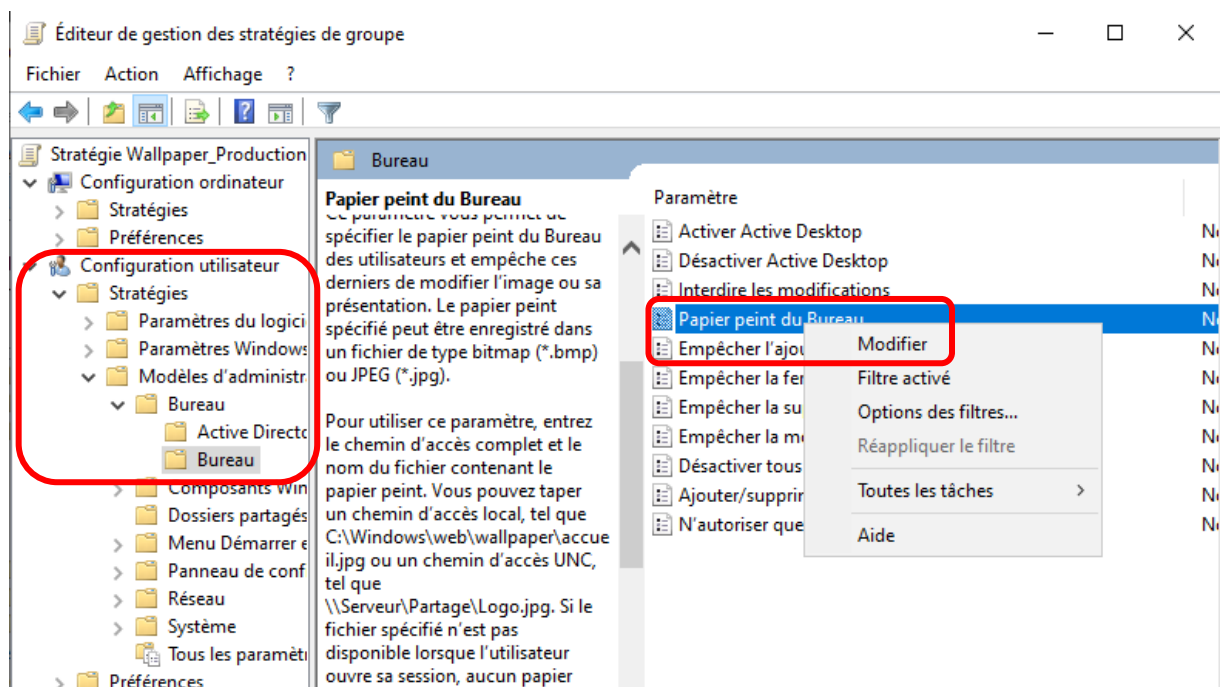 Éditeur de gestion des stratégies de groupe
Fichier Action Affichage ?
Stratégie Wallpaper_Production
Configuration ordinateur
Stratégies
Préférences
Configuration utilisateur
Stratégies
Paramètres du logici
Paramètres Windows
Modèles d'administr
Bureau
Active Directo
Bureau
Composants Win
Dossiers partagés
Menu Démarrer e
Panneau de conf
Réseau
Système
Tous les paramètr
Préférences
Bureau
Papier peint du Bureau
Ce paramètre vous permet de
spécifier le papier peint du Bureau
des utilisateurs et empêche ces
derniers de modifier l'image ou sa
présentation. Le papier peint
spécifié peut être enregistré dans
un fichier de type bitmap (*.bmp)
ou JPEG (*.jpg).
Pour utiliser ce paramètre, entrez
le chemin d'accès complet et le
nom du fichier contenant le
papier peint. Vous pouvez taper
un chemin d'accès local, tel que
C:\Windows\web\wallpaper\accue
il.jpg ou un chemin d'accès UNC,
tel que
\\Serveur\Partage\Logo.jpg. Si le
fichier spécifié n'est pas
disponible lorsque l'utilisateur
ouvre sa session, aucun papier
Paramètre
Activer Active Desktop
Désactiver Active Desktop
Interdire les modifications
Papier peint du Bureau
Empêcher l'ajou
Empêcher la fer
Empêcher la su
Empêcher la m
Désactiver tous
Ajouter/supprir
N'autoriser que
Modifier
Filtre activé
Options des filtres...
Réappliquer le filtre
Toutes les tâches
Aide